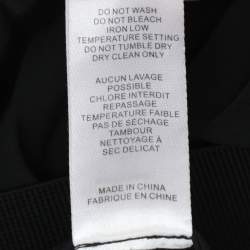 DO NOT WASH
DO NOT BLEACH
IRON LOW
TEMPERATURE SETTING
DO NOT TUMBLE DRY
DRY CLEAN ONLY
AUCUN LAVAGE
POSSIBLE
CHLORE INTERDIT
REPASSAGE
TEMPERATURE FAIBLE
PAS DE SÉCHAGE
TAMBOUR
NETTOYAGE À
SEC DELICAT
MADE IN CHINA
FABRIQUE EN CHINE